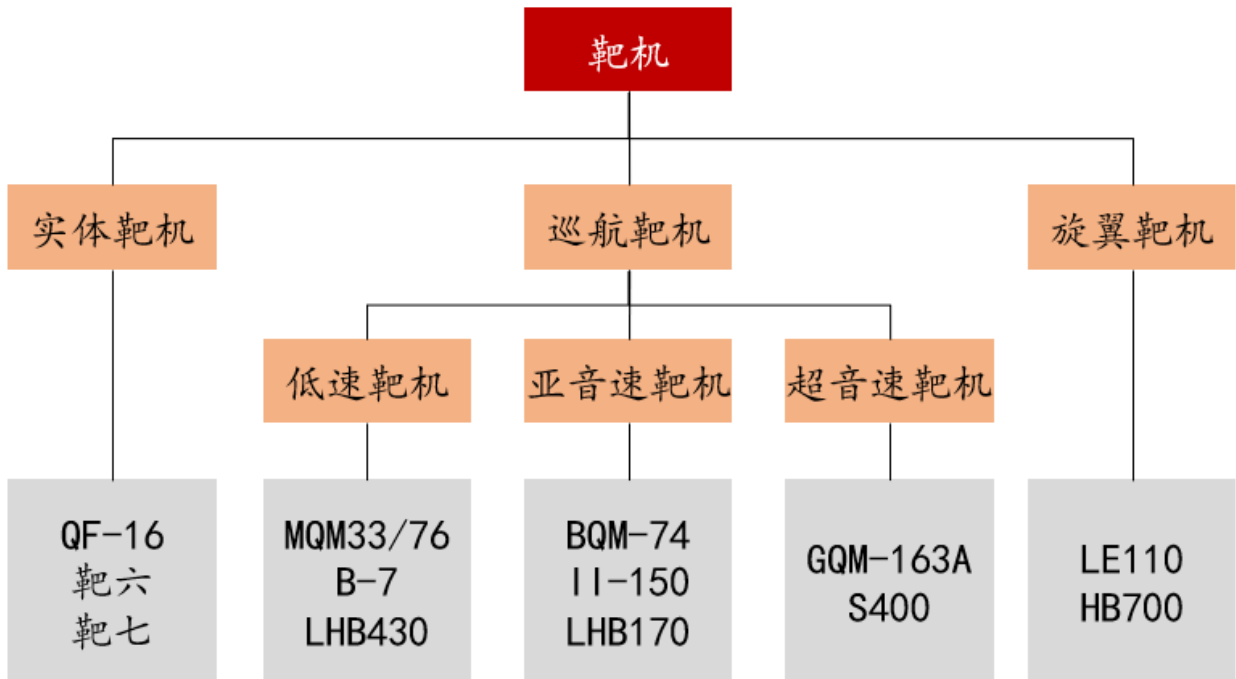 靶机
实体靶机
巡航靶机
旋翼靶机
低速靶机
亚音速靶机
超音速靶机
QF-16
靶六
靶七
MQM33/76
B-7
LHB430
BQM-74
II-150
LHB170
GQM-163A
S400
LE110
HB700